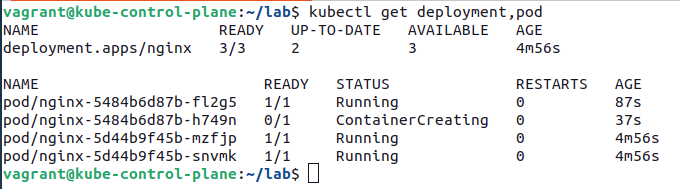 vagrant@kube-control-plane:~/lab$ kubectl get deployment,pod
NAME READY UP-TO-DATE AVAILABLE AGE
deployment.apps/nginx 3/3 2 3 4m56s
NAME READY STATUS RESTARTS AGE
pod/nginx-5484b6d87b-fl2g5 1/1 Running 0 87s
pod/nginx-5484b6d87b-h749n 0/1 ContainerCreating 0 37s
pod/nginx-5d44b9f45b-mzfjp 1/1 Running 0 4m56s
pod/nginx-5d44b9f45b-snvmk 1/1 Running 0 4m56s
vagrant@kube-control-plane:~/lab$